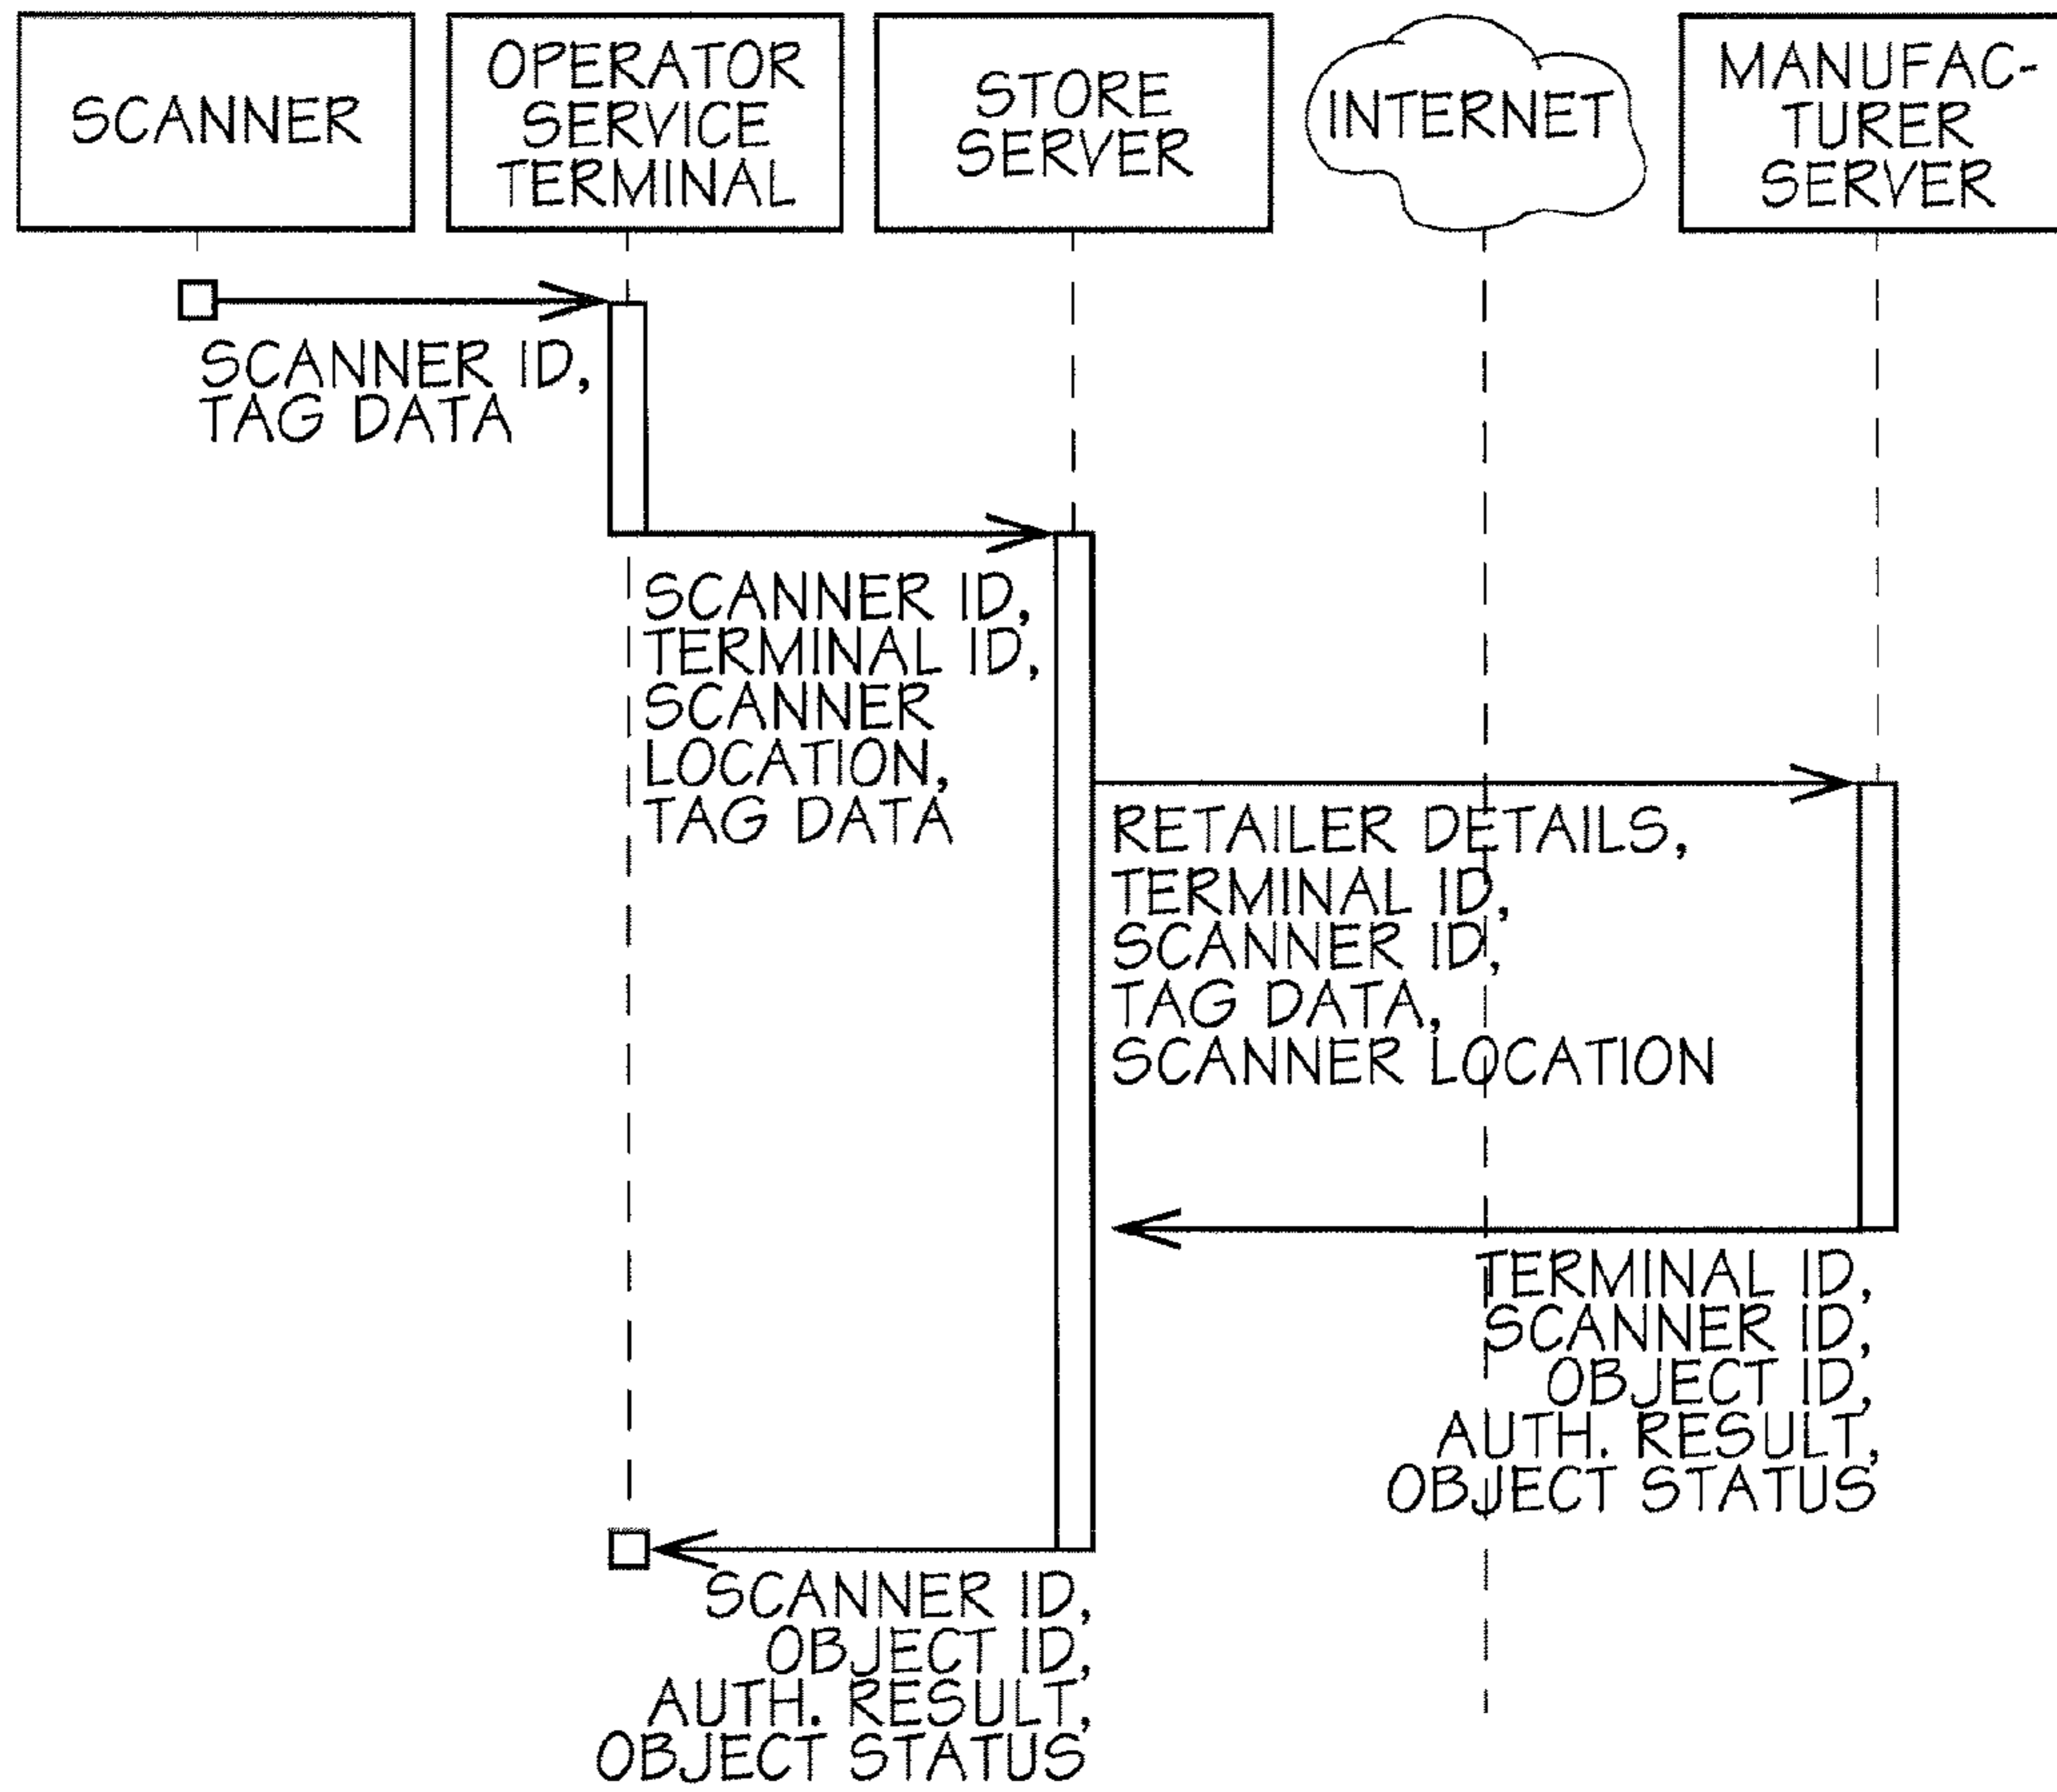 SCANNER
OPERATOR
SERVICE
TERMINAL
STORE
SERVER
INTERNET
MANUFAC-
TURER
SERVER
SCANNER ID,
TAG DATA
SCANNER ID,
TERMINAL ID,
SCANNER
LOCATION,
TAG DATA
RETAILER DETAILS,
TERMINAL ID,
SCANNER ID,
TAG DATA,
SCANNER LOCATION
TERMINAL ID,
SCANNER ID,
OBJECT ID,
AUTH. RESULT,
OBJECT STATUS
SCANNER ID,
OBJECT ID,
AUTH. RESULT,
OBJECT STATUS